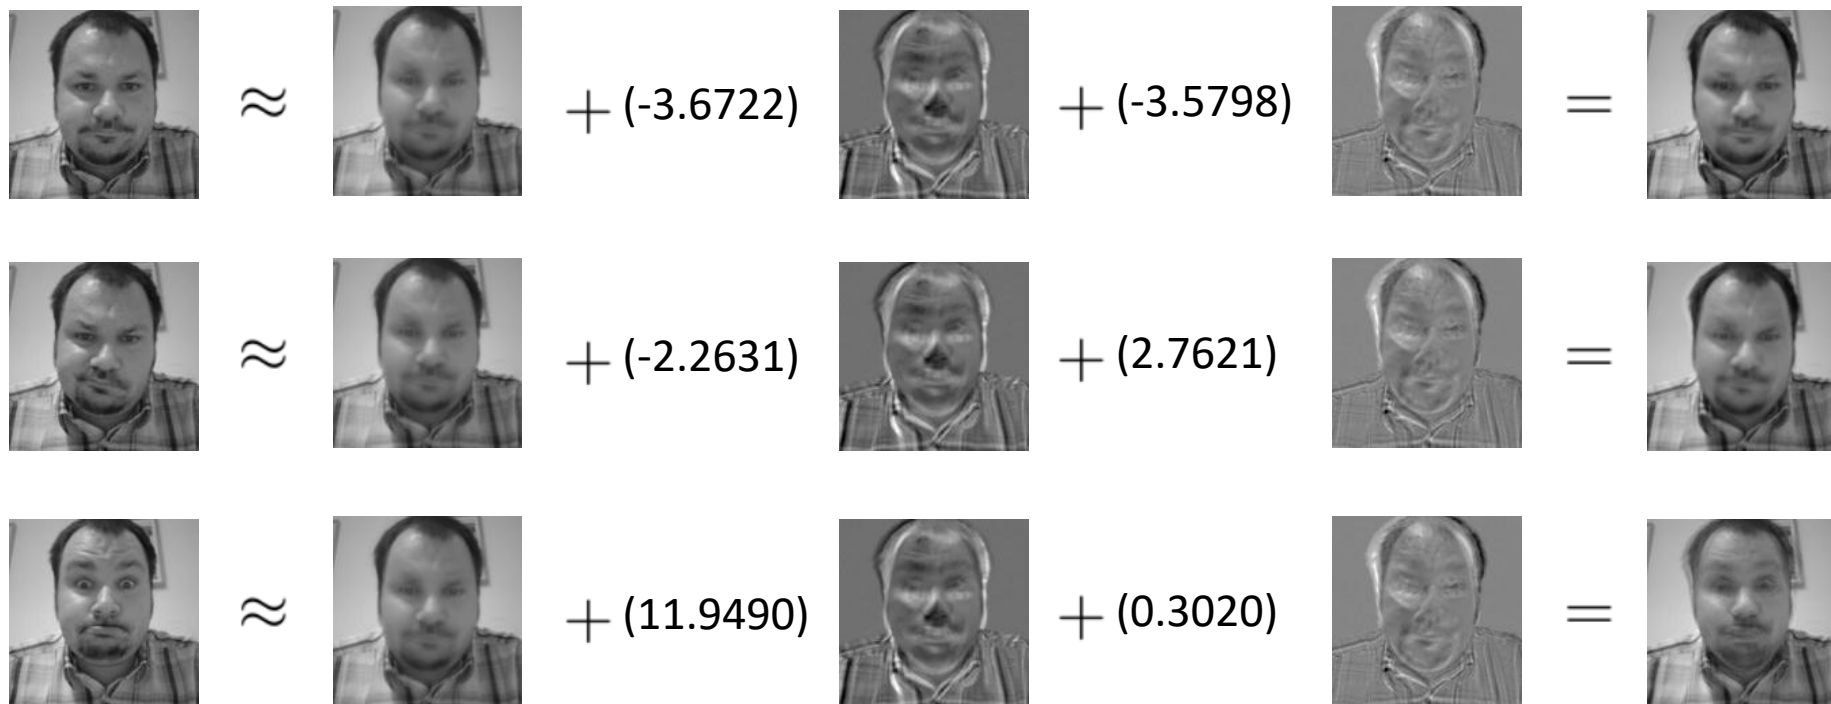 ≈ + (-3.6722) + (-3.5798) =
≈ + (-2.2631) + (2.7621) =
≈ + (11.9490) + (0.3020) =